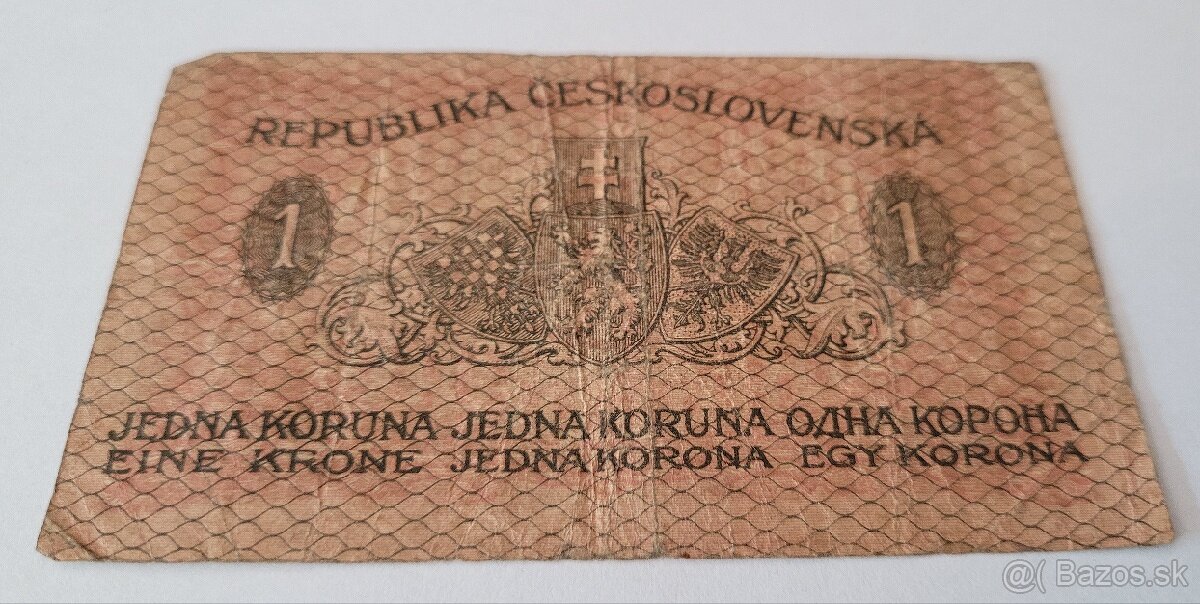 REPUBLIKA ČESKOSLOVENSKÁ
1 1
JEDNA KORUNA JEDNA KORUNA ОДНА КОРОНА
EINE KRONE JEDNA KORONA EGY KORONA
@( Bazos.sk